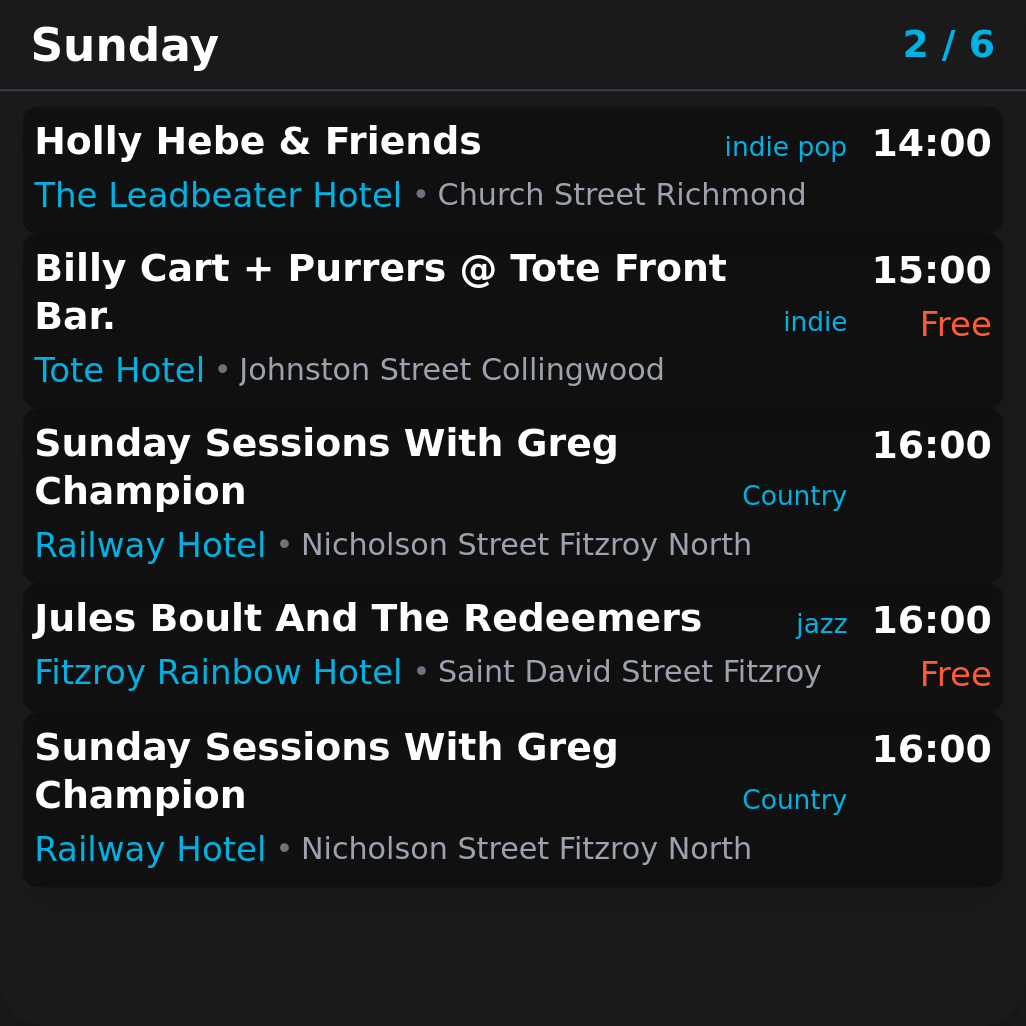 Sunday 2 / 6
Holly Hebe & Friends indie pop 14:00
The Leadbeater Hotel • Church Street Richmond
Billy Cart + Purrers @ Tote Front 15:00
Bar. indie Free
Tote Hotel • Johnston Street Collingwood
Sunday Sessions With Greg 16:00
Champion Country
Railway Hotel • Nicholson Street Fitzroy North
Jules Boult And The Redeemers jazz 16:00
Fitzroy Rainbow Hotel • Saint David Street Fitzroy Free
Sunday Sessions With Greg 16:00
Champion Country
Railway Hotel • Nicholson Street Fitzroy North